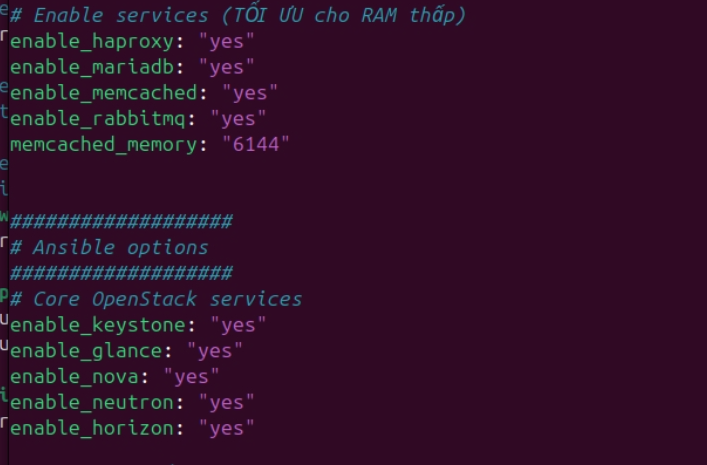 # Enable services (TỐI ƯU cho RAM thấp)
enable_haproxy: "yes"
enable_mariadb: "yes"
enable_memcached: "yes"
enable_rabbitmq: "yes"
memcached_memory: "6144"
###################
# Ansible options
###################
# Core OpenStack services
enable_keystone: "yes"
enable_glance: "yes"
enable_nova: "yes"
enable_neutron: "yes"
enable_horizon: "yes"